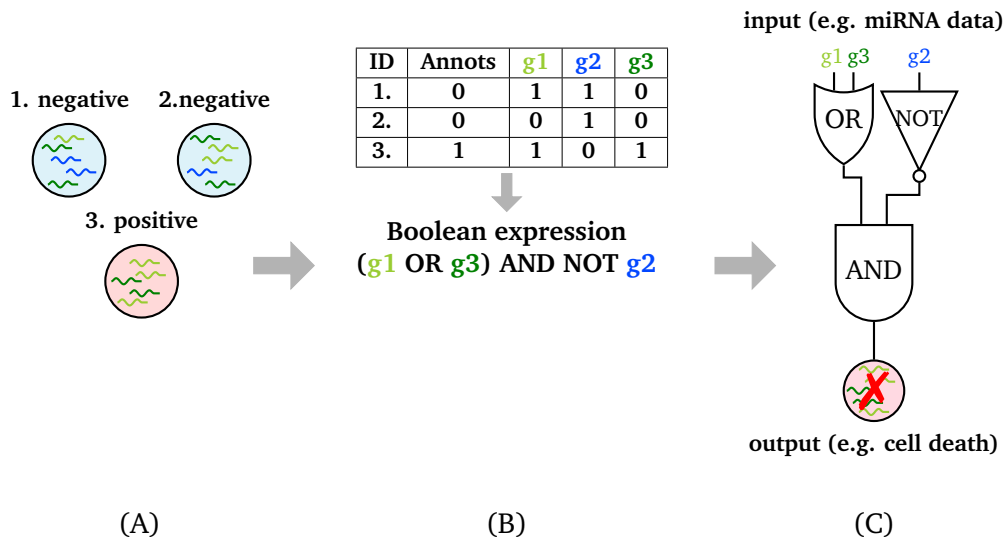 1. negative
2.negative
3. positive
(A)
ID Annots g1 g2 g3
1. 0 1 1 0
2. 0 0 1 0
3. 1 1 0 1
Boolean expression
(g1 OR g3) AND NOT g2
(B)
input (e.g. miRNA data)
g1 g3 g2
OR NOT
AND
output (e.g. cell death)
(C)